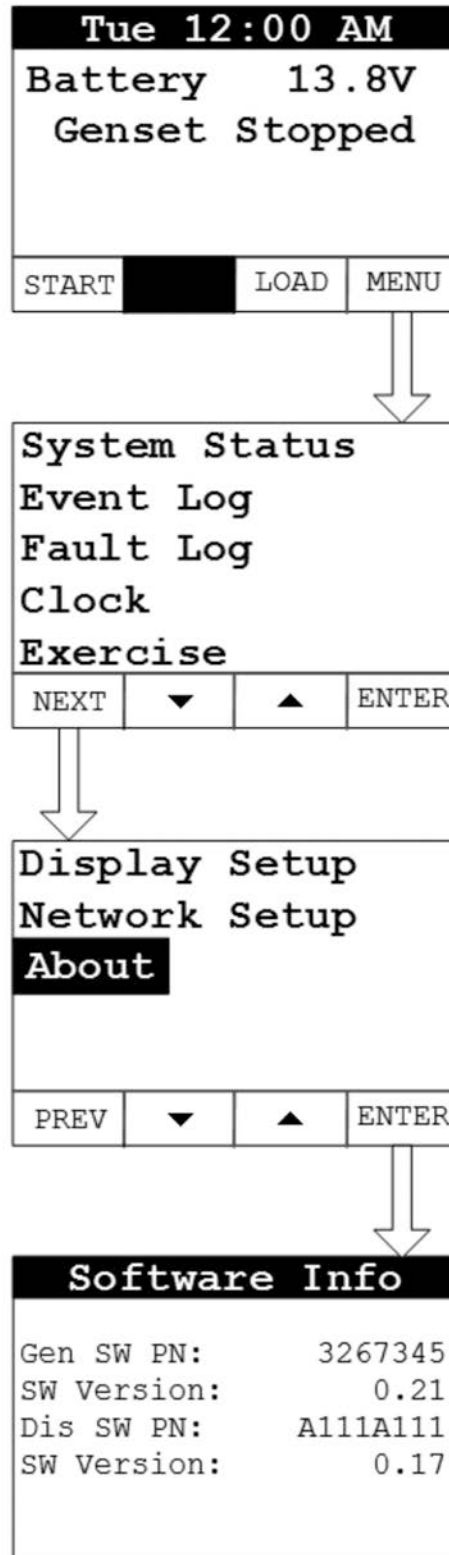 Tue 12:00 AM
Battery 13.8V
Genset Stopped
START LOAD MENU
System Status
Event Log
Fault Log
Clock
Exercise
NEXT ▼ ▲ ENTER
Display Setup
Network Setup
About
PREV ▼ ▲ ENTER
Software Info
Gen SW PN: 3267345
SW Version: 0.21
Dis SW PN: A111A111
SW Version: 0.17